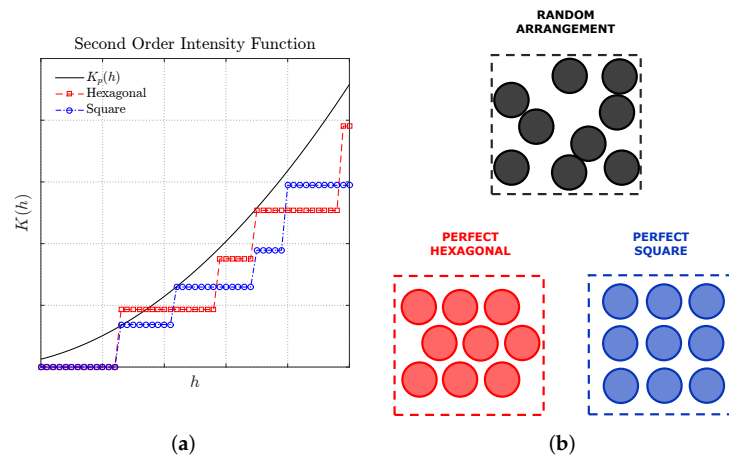 Second Order Intensity Function
K_p(h)
Hexagonal
Square
K(h)
h
(a)
RANDOM
ARRANGEMENT
PERFECT
HEXAGONAL
PERFECT
SQUARE
(b)